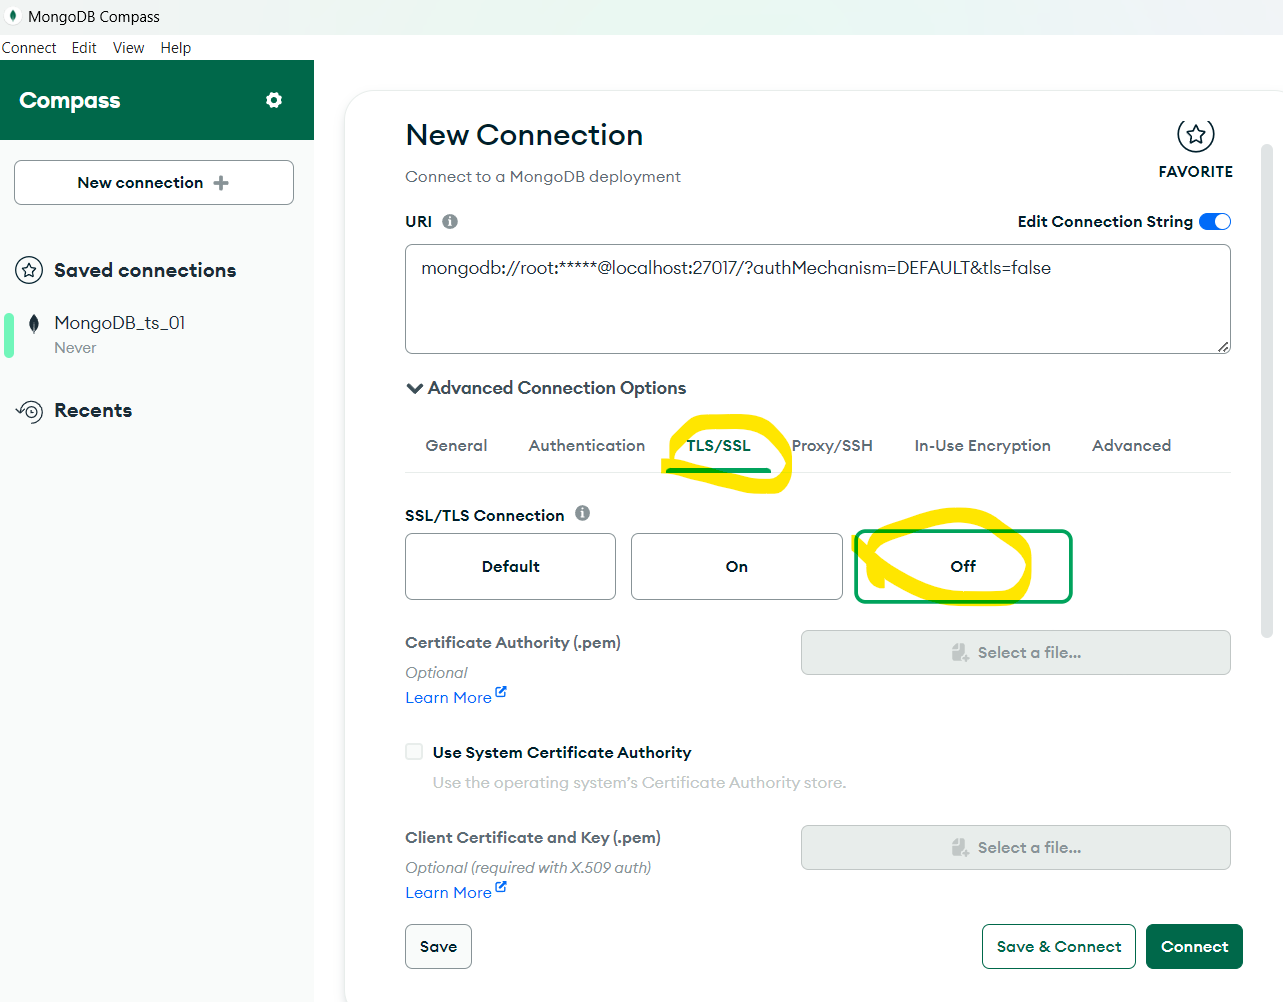 MongoDB Compass
Connect Edit View Help
Compass
New connection
Saved connections
MongoDB_ts_01
Never
Recents
New Connection
Connect to a MongoDB deployment
FAVORITE
URI
Edit Connection String
mongodb://root:*****@localhost:27017/?authMechanism=DEFAULT&tls=false
Advanced Connection Options
General Authentication TLS/SSL Proxy/SSH In-Use Encryption Advanced
SSL/TLS Connection
Default On Off
Certificate Authority (.pem)
Optional
Learn More
Select a file...
Use System Certificate Authority
Use the operating system's Certificate Authority store.
Client Certificate and Key (.pem)
Optional (required with X.509 auth)
Learn More
Select a file...
Save Save & Connect Connect